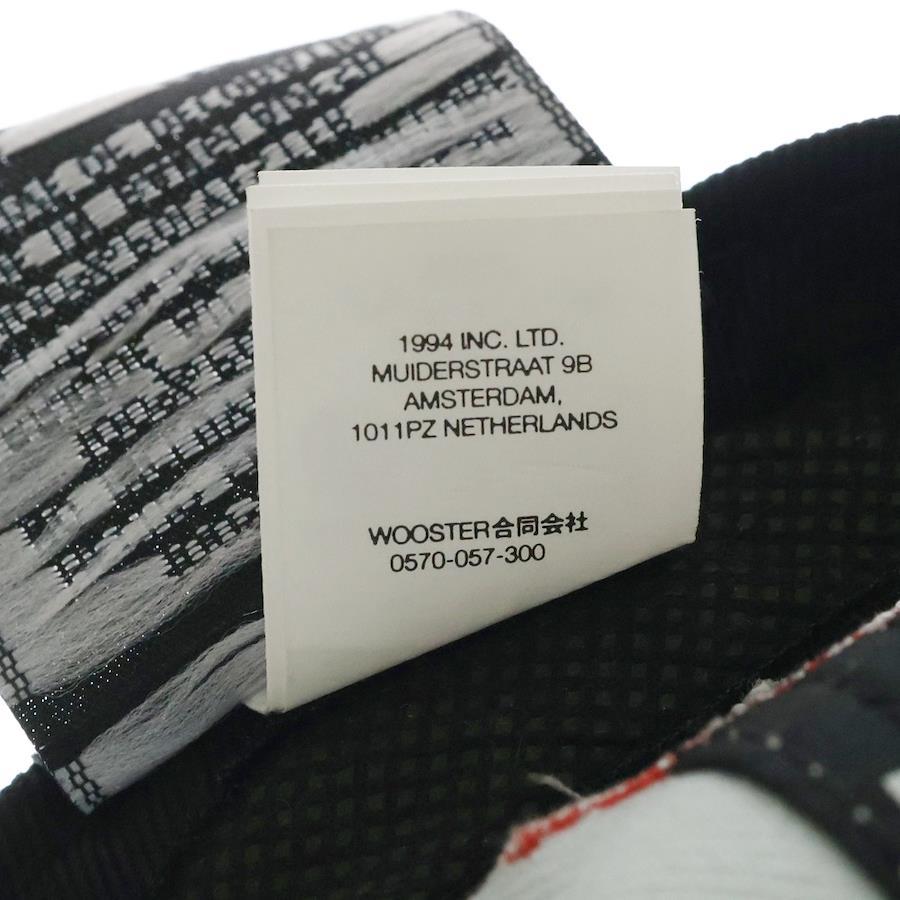 1994 INC. LTD.
MUIDERSTRAAT 9B
AMSTERDAM,
1011PZ NETHERLANDS
WOOSTER合同会社
0570-057-300